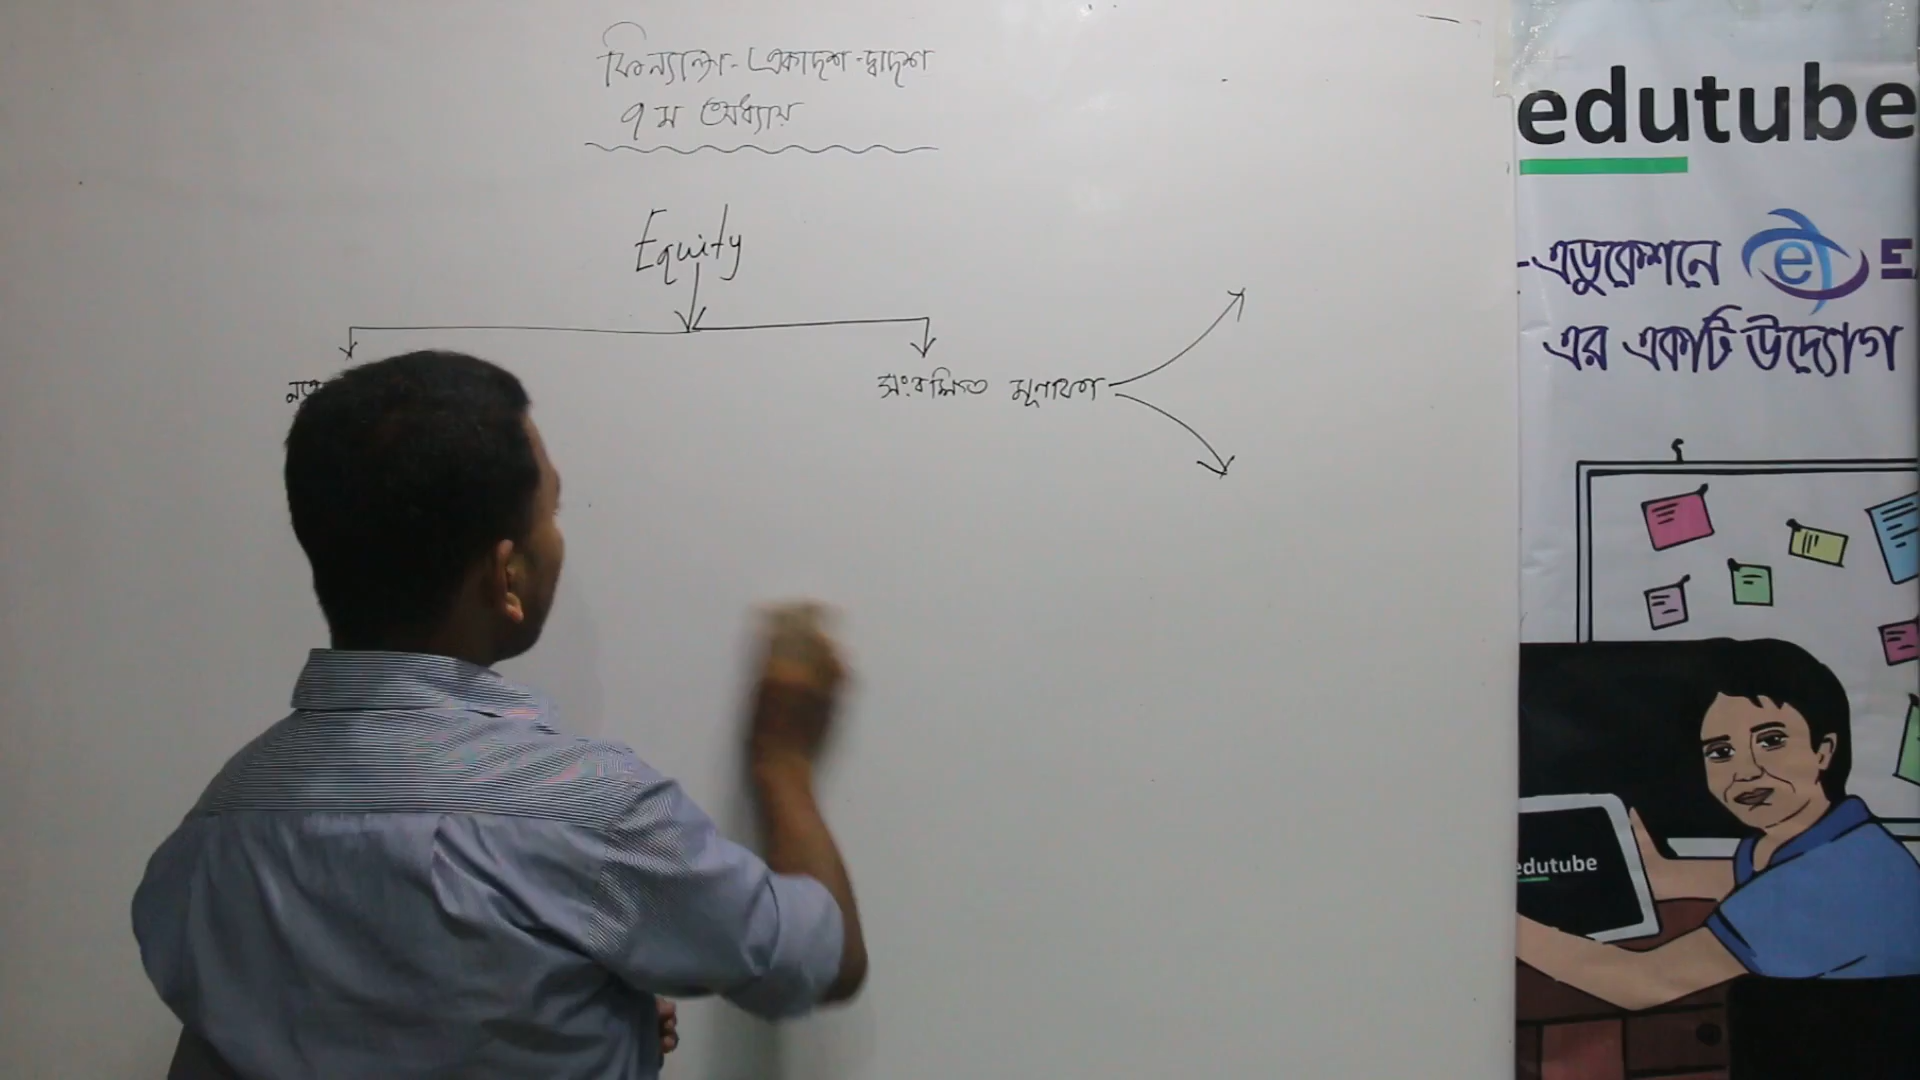 ফিন্যান্স-একাদশ-দ্বাদশ
৭ম অধ্যায়
Equity
সংরক্ষিত মূনাফা
edutube
-এডুকেশনে e E
এর একটি উদ্যোগ
edutube